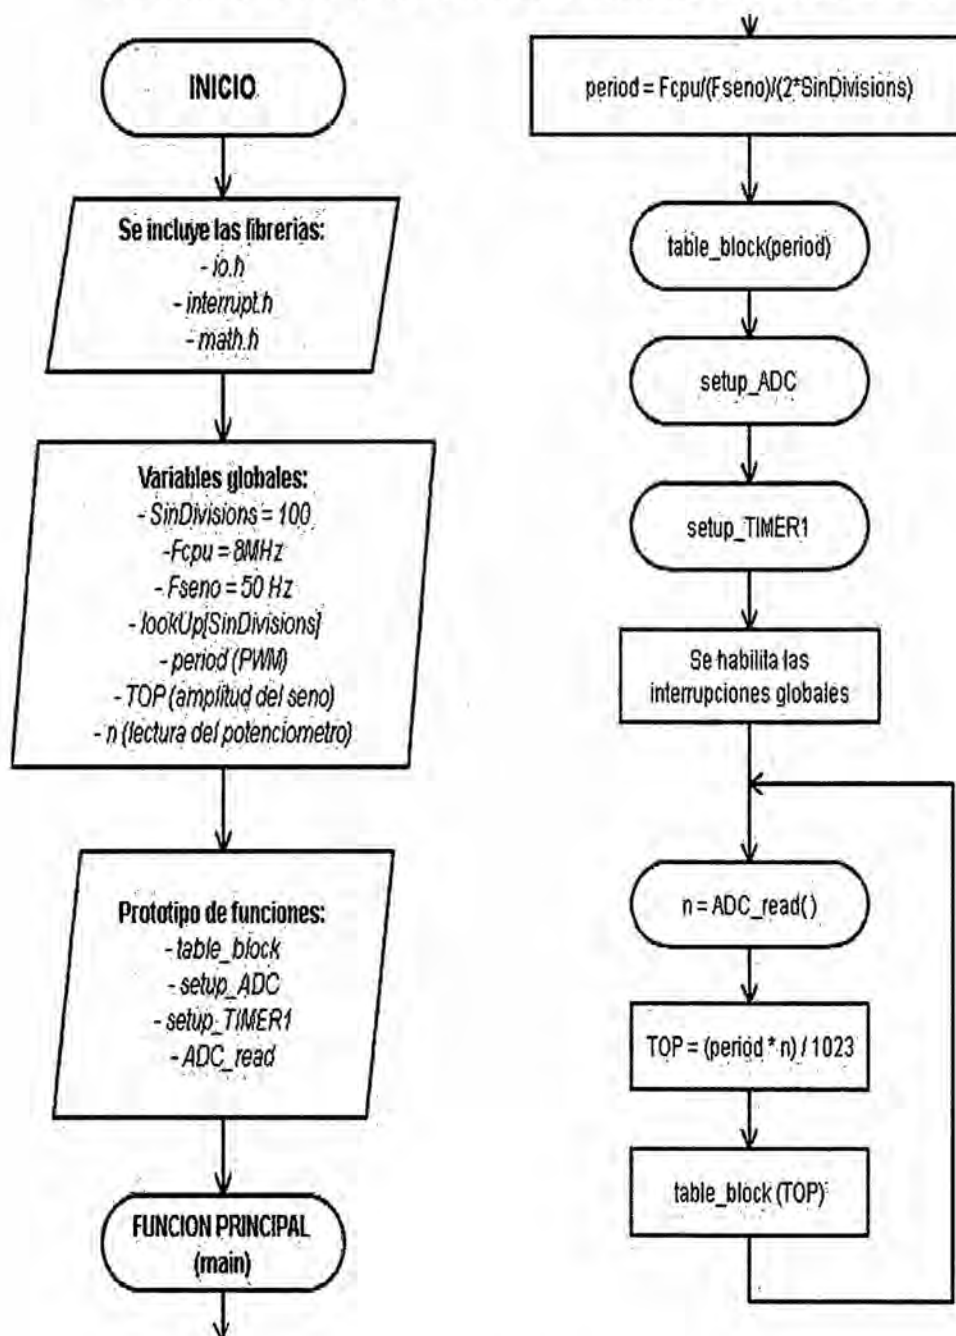 INICIO
Se incluye las librerias:
- io.h
- interrupt.h
- math.h
Variables globales:
- SinDivisions = 100
-Fcpu = 8MHz
- Fseno = 50 Hz
- lookUp[SinDivisions]
- period (PWM)
- TOP (amplitud del seno)
- n (lectura del potenciometro)
Prototipo de funciones:
- table_block
- setup_ADC
- setup_TIMER1
- ADC_read
FUNCION PRINCIPAL
(main)
period = Fcpu/(Fseno)/(2*SinDivisions)
table_block(period)
setup_ADC
setup_TIMER1
Se habilita las
interrupciones globales
n = ADC_read()
TOP = (period * n) / 1023
table_block (TOP)